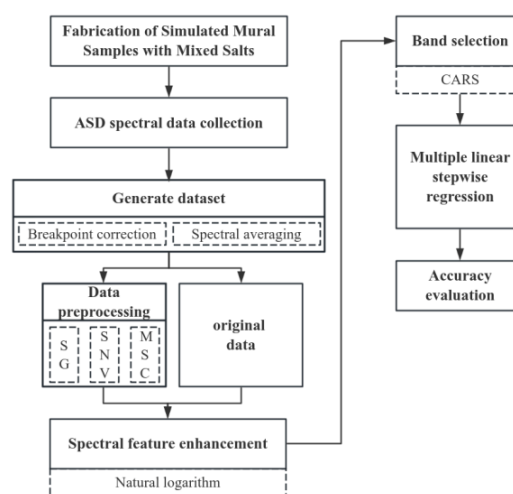 Fabrication of Simulated Mural
Samples with Mixed Salts
ASD spectral data collection
Generate dataset
Breakpoint correction
Spectral averaging
Data
preprocessing
S
G
S
N
V
M
S
C
original
data
Spectral feature enhancement
Natural logarithm
Band selection
CARS
Multiple linear
stepwise
regression
Accuracy
evaluation